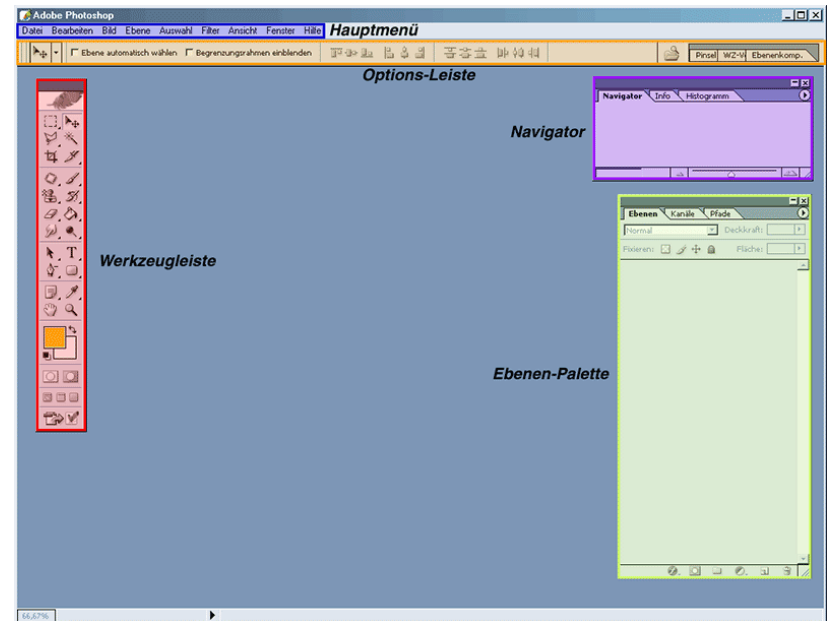 Adobe Photoshop
Datei Bearbeiten Bild Ebene Auswahl Filter Ansicht Fenster Hilfe Hauptmenü
Ebene automatisch wählen Begrenzungsrahmen einblenden Pinsel WZ-V Ebenenkomp.
Options-Leiste
Navigator Info Histogramm
Navigator
Ebenen Kanäle Pfade
Normal Deckkraft:
Fixieren: Fläche:
T
Werkzeugleiste
Ebenen-Palette
66,67%